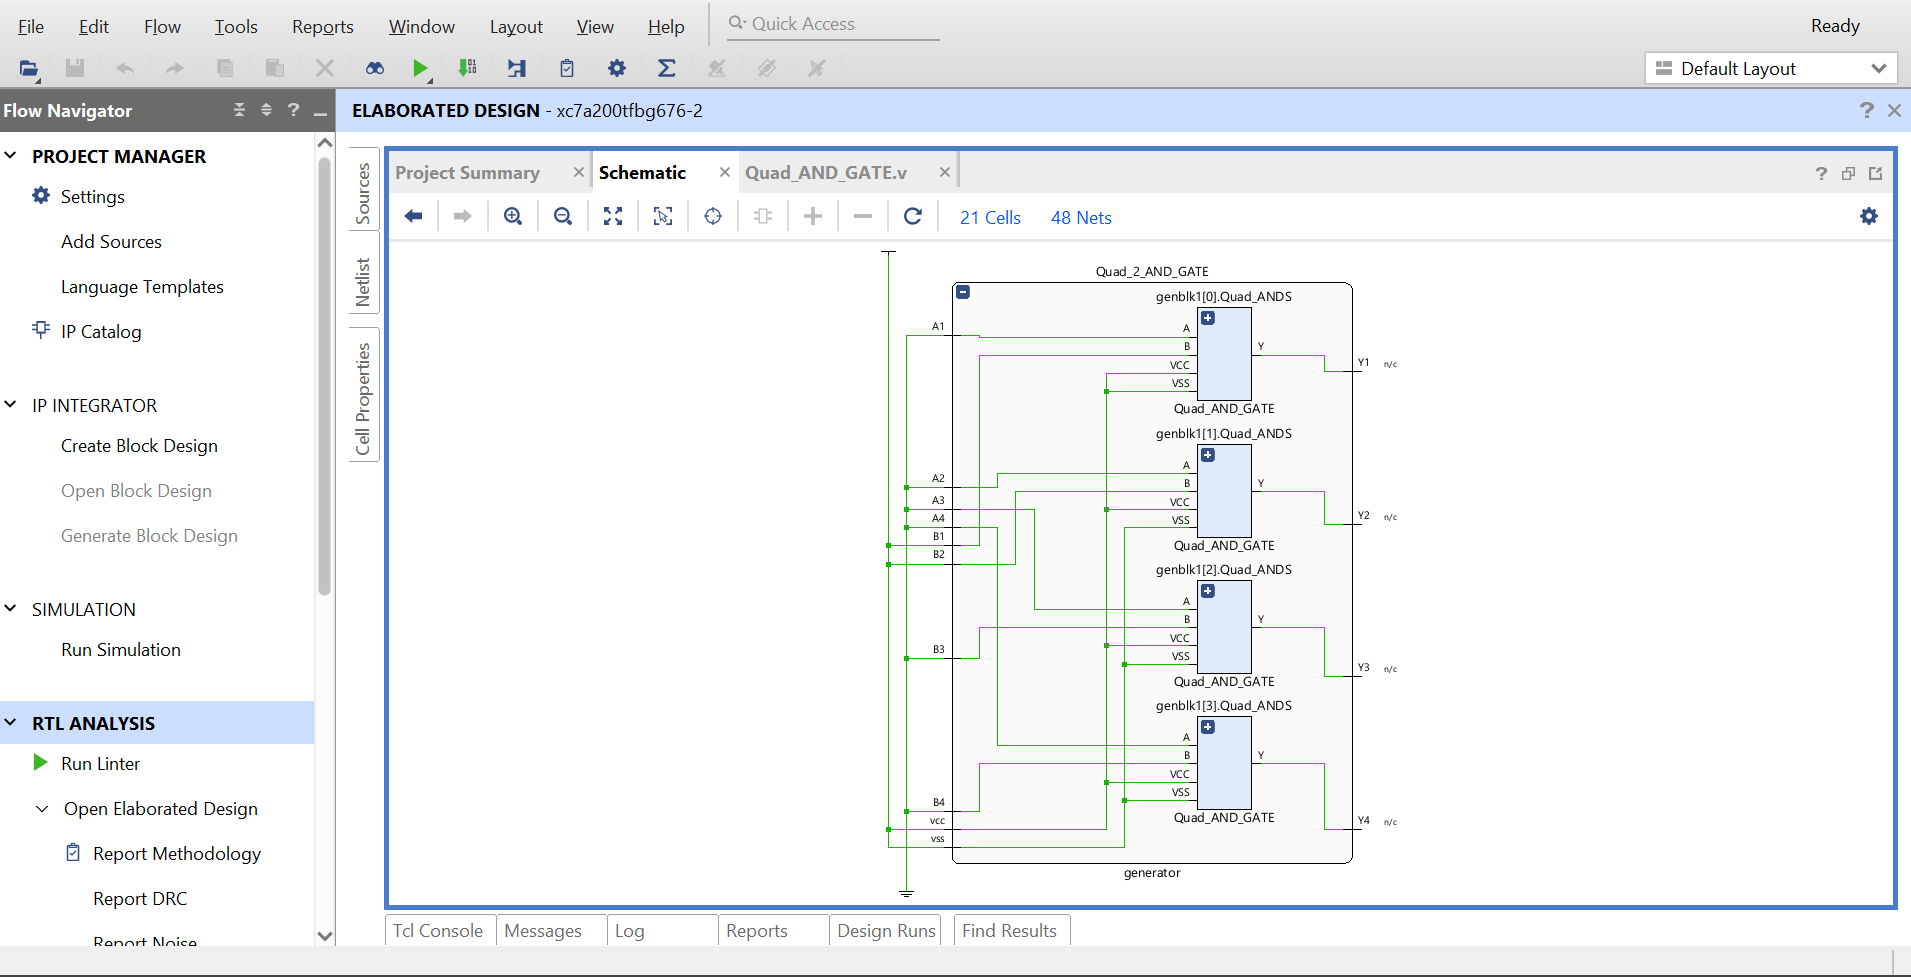 File Edit Flow Tools Reports Window Layout View Help Quick Access Ready
Default Layout
Flow Navigator
PROJECT MANAGER
Settings
Add Sources
Language Templates
IP Catalog
IP INTEGRATOR
Create Block Design
Open Block Design
Generate Block Design
SIMULATION
Run Simulation
RTL ANALYSIS
Run Linter
Open Elaborated Design
Report Methodology
Report DRC
Report Noise
ELABORATED DESIGN - xc7a200tfbg676-2
Sources
Netlist
Cell Properties
Project Summary Schematic Quad_AND_GATE.v
21 Cells 48 Nets
Quad_2_AND_GATE
genblk1[0].Quad_ANDS
A1
A
B
Y
VCC
Y1 n/c
VSS
Quad_AND_GATE
genblk1[1].Quad_ANDS
A
A2
B
Y
A3
VCC
A4
VSS
Y2 n/c
B1
Quad_AND_GATE
B2
genblk1[2].Quad_ANDS
A
B
Y
VCC
B3
VSS
Y3 n/c
Quad_AND_GATE
genblk1[3].Quad_ANDS
A
B
Y
VCC
VSS
B4
Quad_AND_GATE
vcc
Y4 n/c
vss
generator
Tcl Console Messages Log Reports Design Runs Find Results